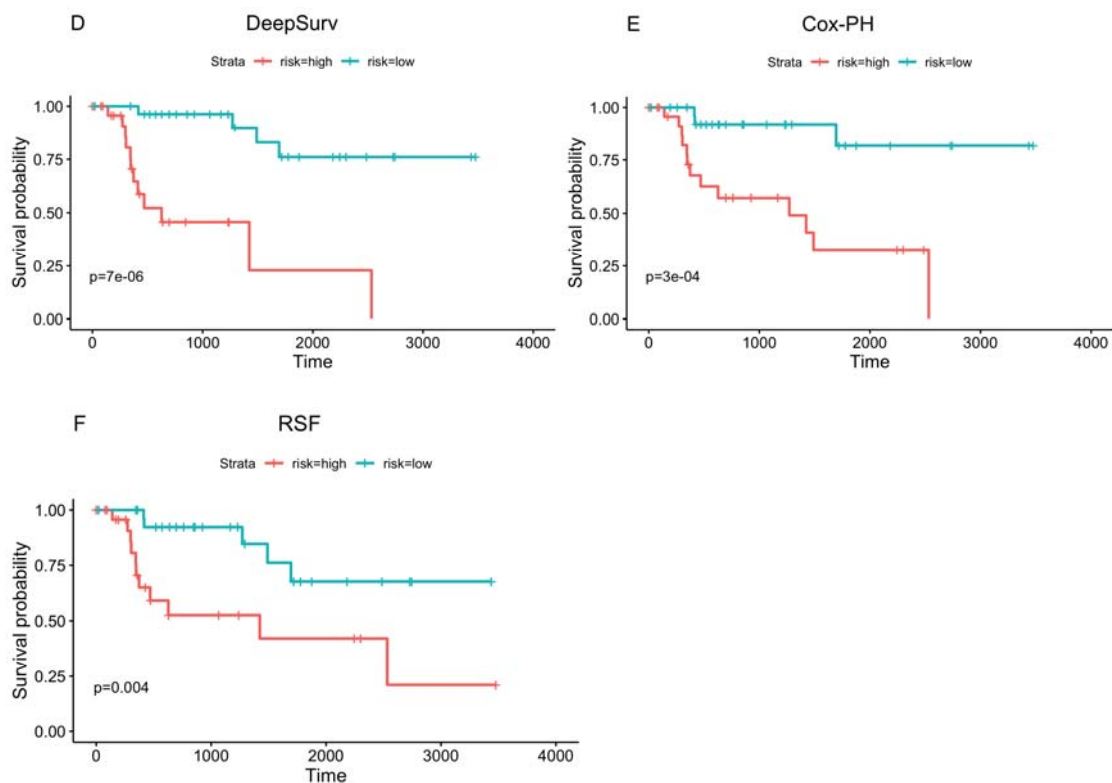 D DeepSurv
Strata risk=high risk=low
1.00
0.75
0.50
0.25
0.00
Survival probability
p=7e-06
0 1000 2000 3000 4000
Time
E Cox-PH
Strata risk=high risk=low
1.00
0.75
0.50
0.25
0.00
Survival probability
p=3e-04
0 1000 2000 3000 4000
Time
F RSF
Strata risk=high risk=low
1.00
0.75
0.50
0.25
0.00
Survival probability
p=0.004
0 1000 2000 3000 4000
Time